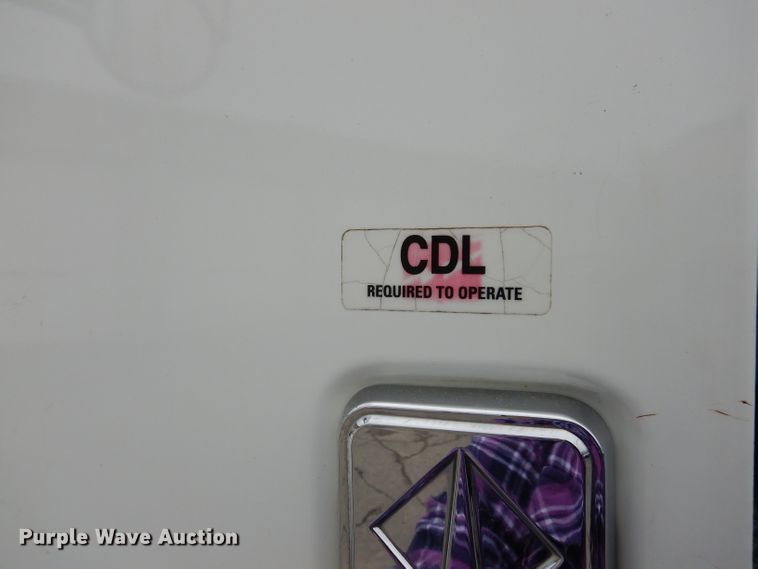 CDL
REQUIRED TO OPERATE
Purple Wave Auction